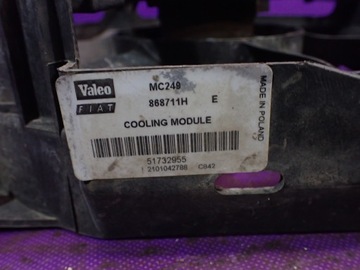 Valeo
FIAT
MC249
868711H E
COOLING MODULE
51732955
2101042788 C842
MADE IN POLAND